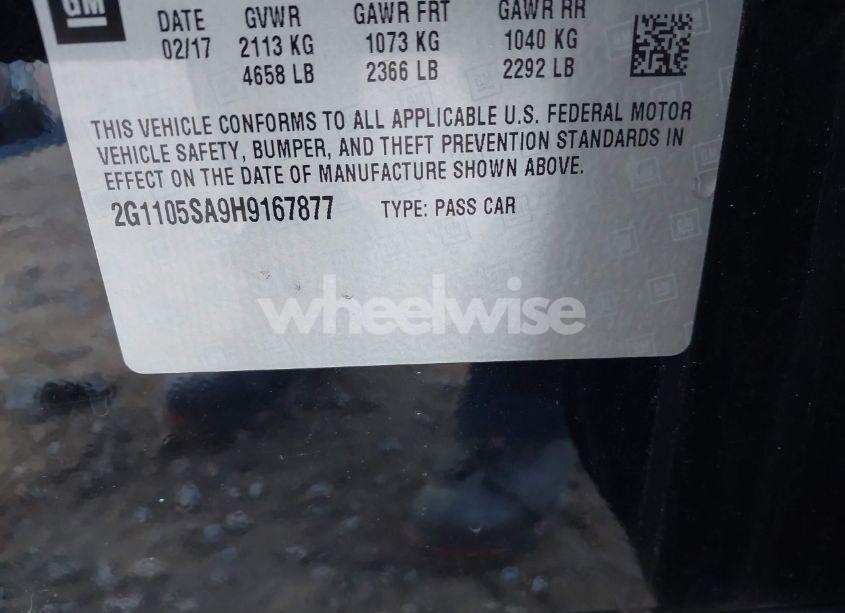 GM
DATE GVWR GAWR FRT GAWR RR
02/17 2113 KG 1073 KG 1040 KG
4658 LB 2366 LB 2292 LB
THIS VEHICLE CONFORMS TO ALL APPLICABLE U.S. FEDERAL MOTOR
VEHICLE SAFETY, BUMPER, AND THEFT PREVENTION STANDARDS IN
EFFECT ON THE DATE OF MANUFACTURE SHOWN ABOVE.
2G1105SA9H9167877 TYPE: PASS CAR
wheelwise